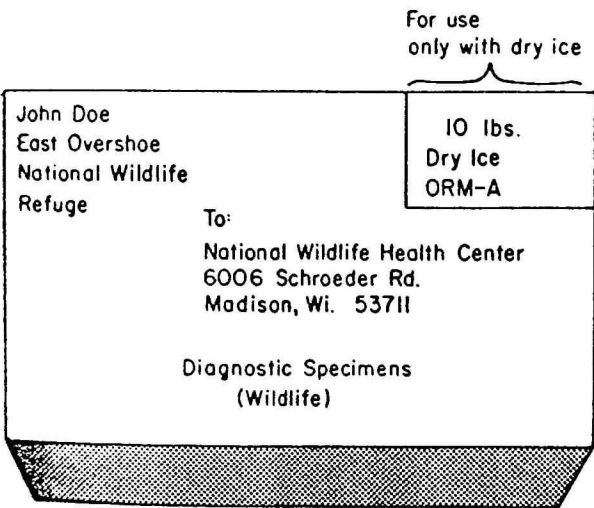 For use
only with dry ice
John Doe
East Overshoe
National Wildlife
Refuge
10 lbs.
Dry Ice
ORM-A
To:
National Wildlife Health Center
6006 Schroeder Rd.
Madison, Wi. 53711
Diagnostic Specimens
(Wildlife)